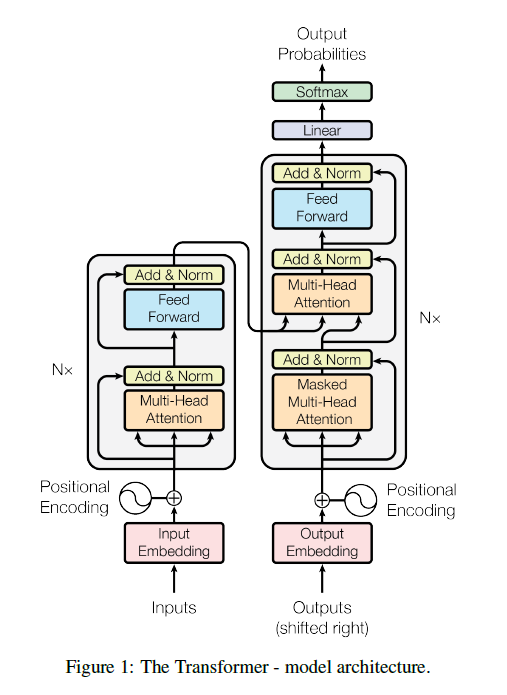 Output
Probabilities
Softmax
Linear
Add & Norm
Feed
Forward
Add & Norm
Multi-Head
Attention
Nx
Add & Norm
Masked
Multi-Head
Attention
Positional
Encoding
Output
Embedding
Outputs
(shifted right)
Add & Norm
Feed
Forward
Nx
Add & Norm
Multi-Head
Attention
Positional
Encoding
Input
Embedding
Inputs
Figure 1: The Transformer - model architecture.